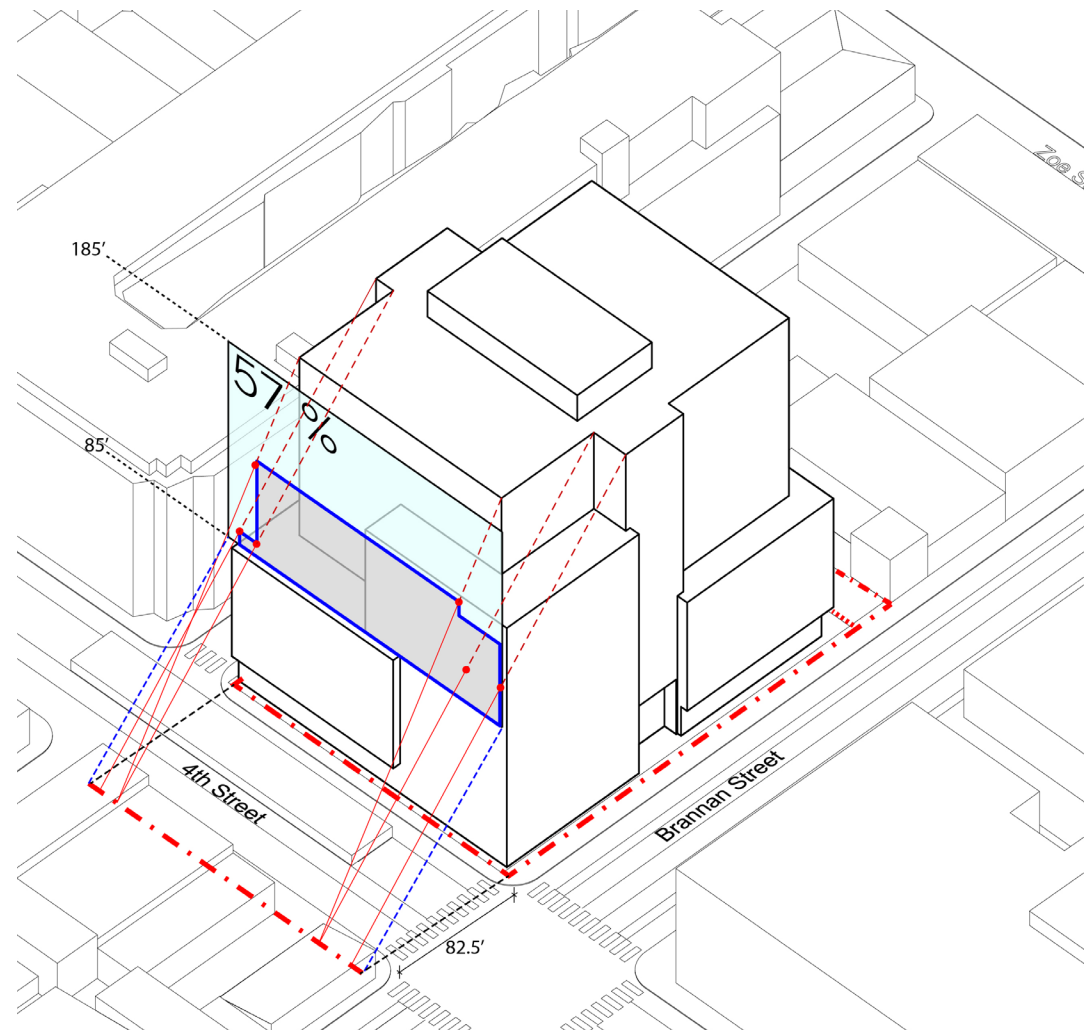 Zoe S
185’
57 %
85’
4th Street
Brannan Street
82.5’